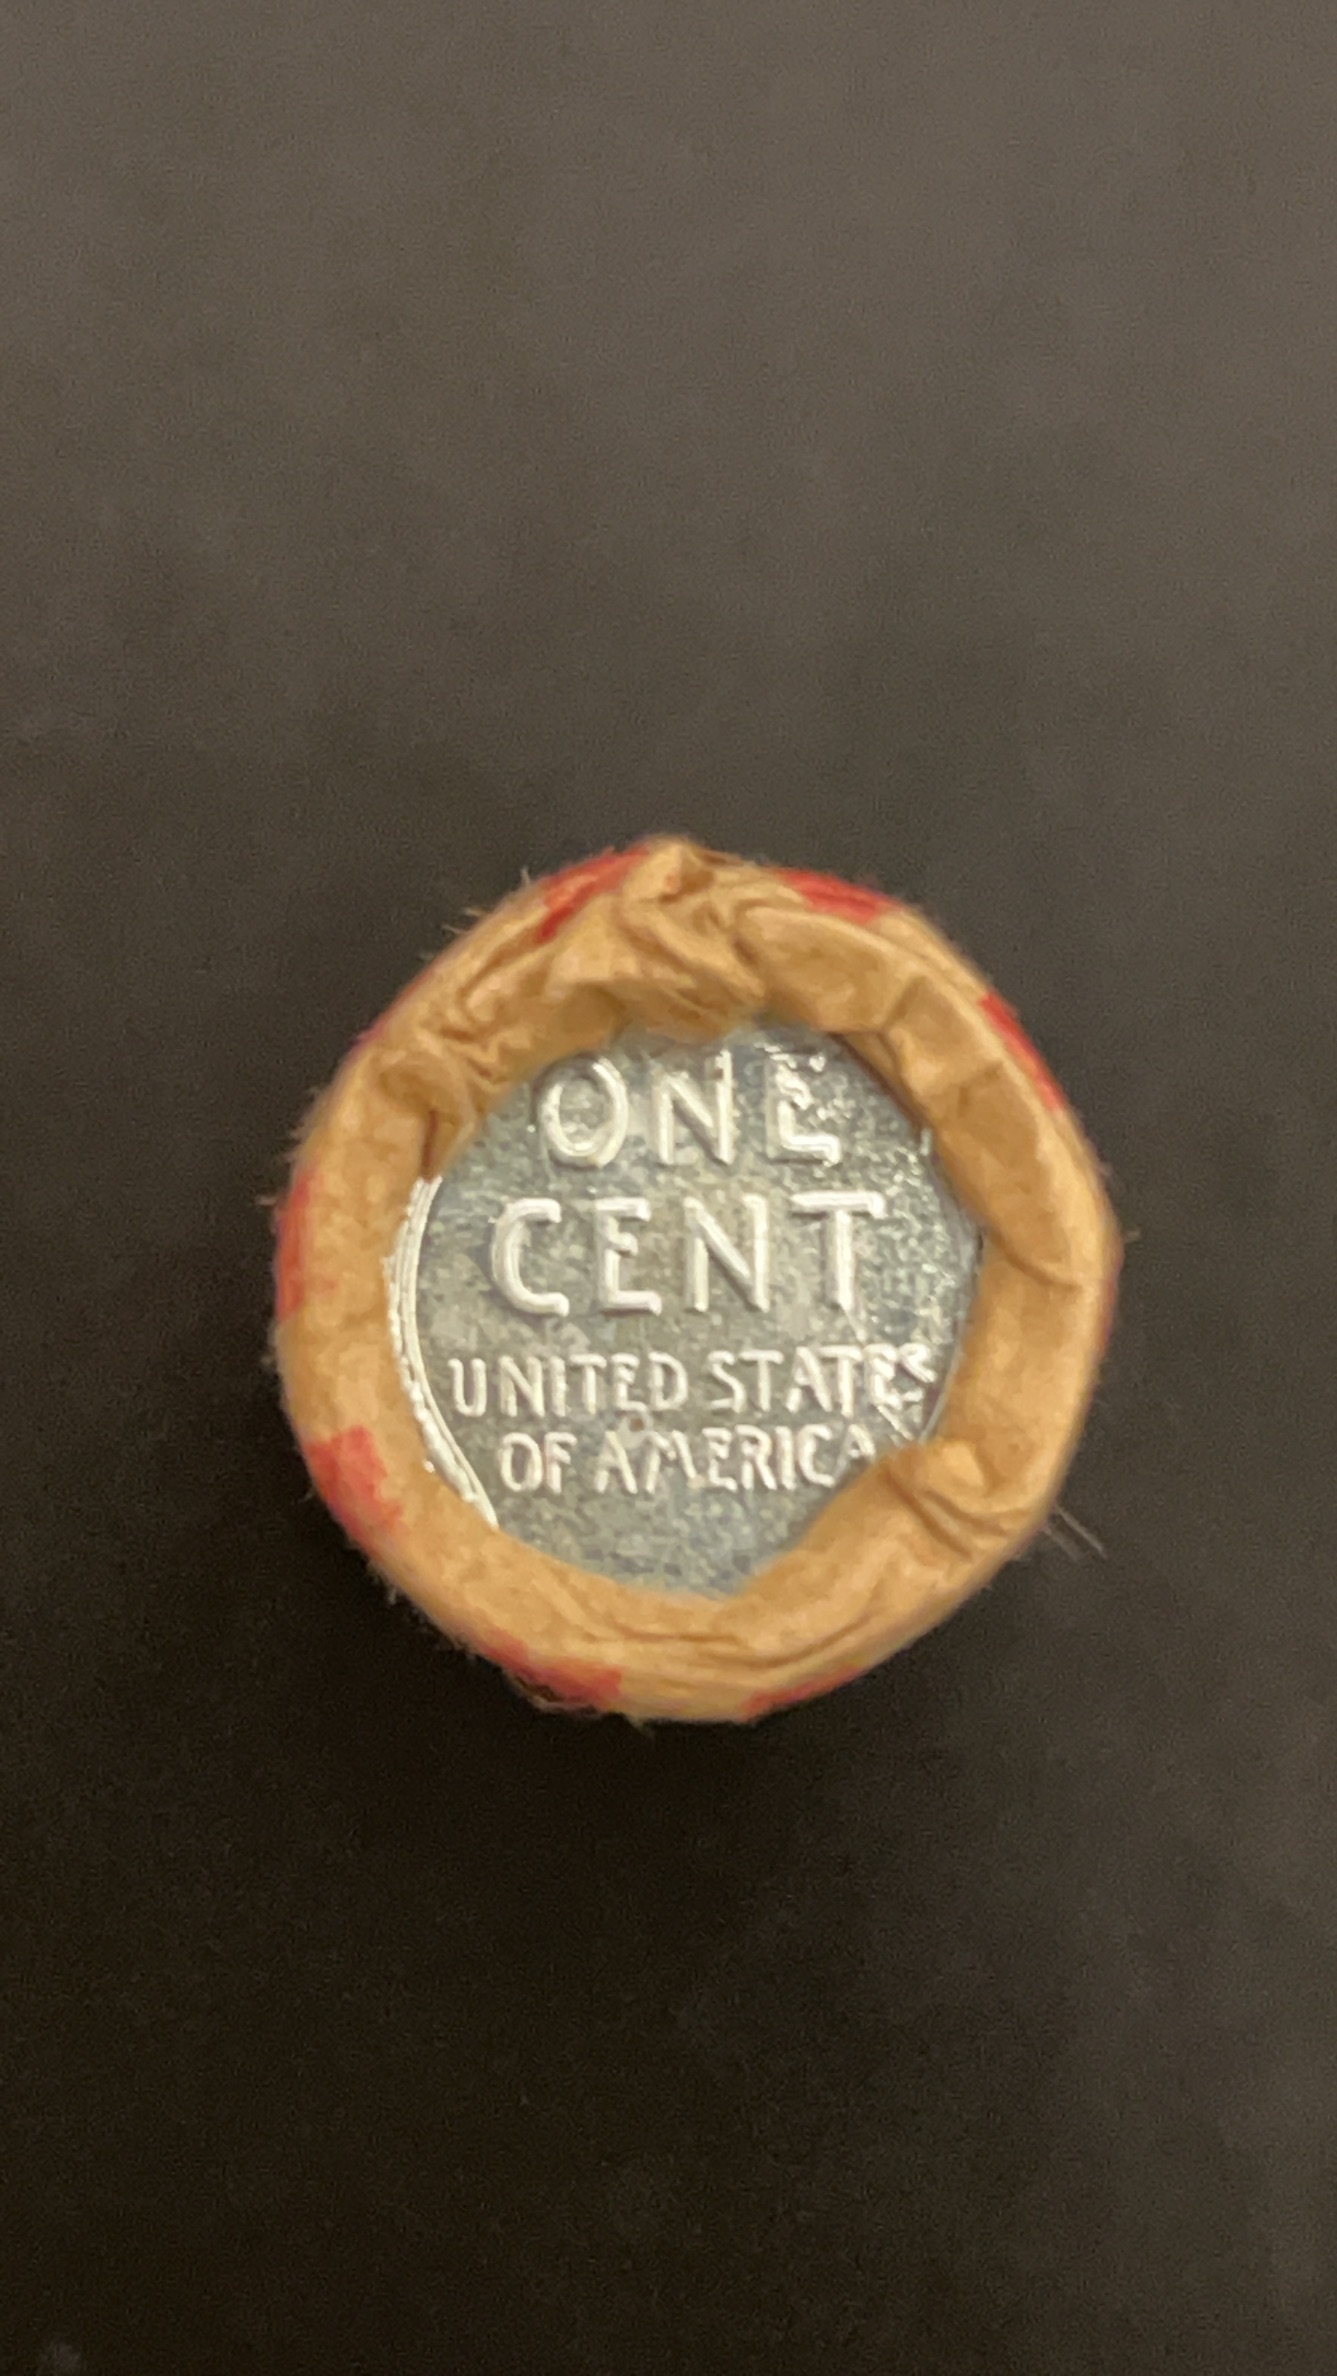 ONE
CENT
UNITED STATES
OF AMERICA